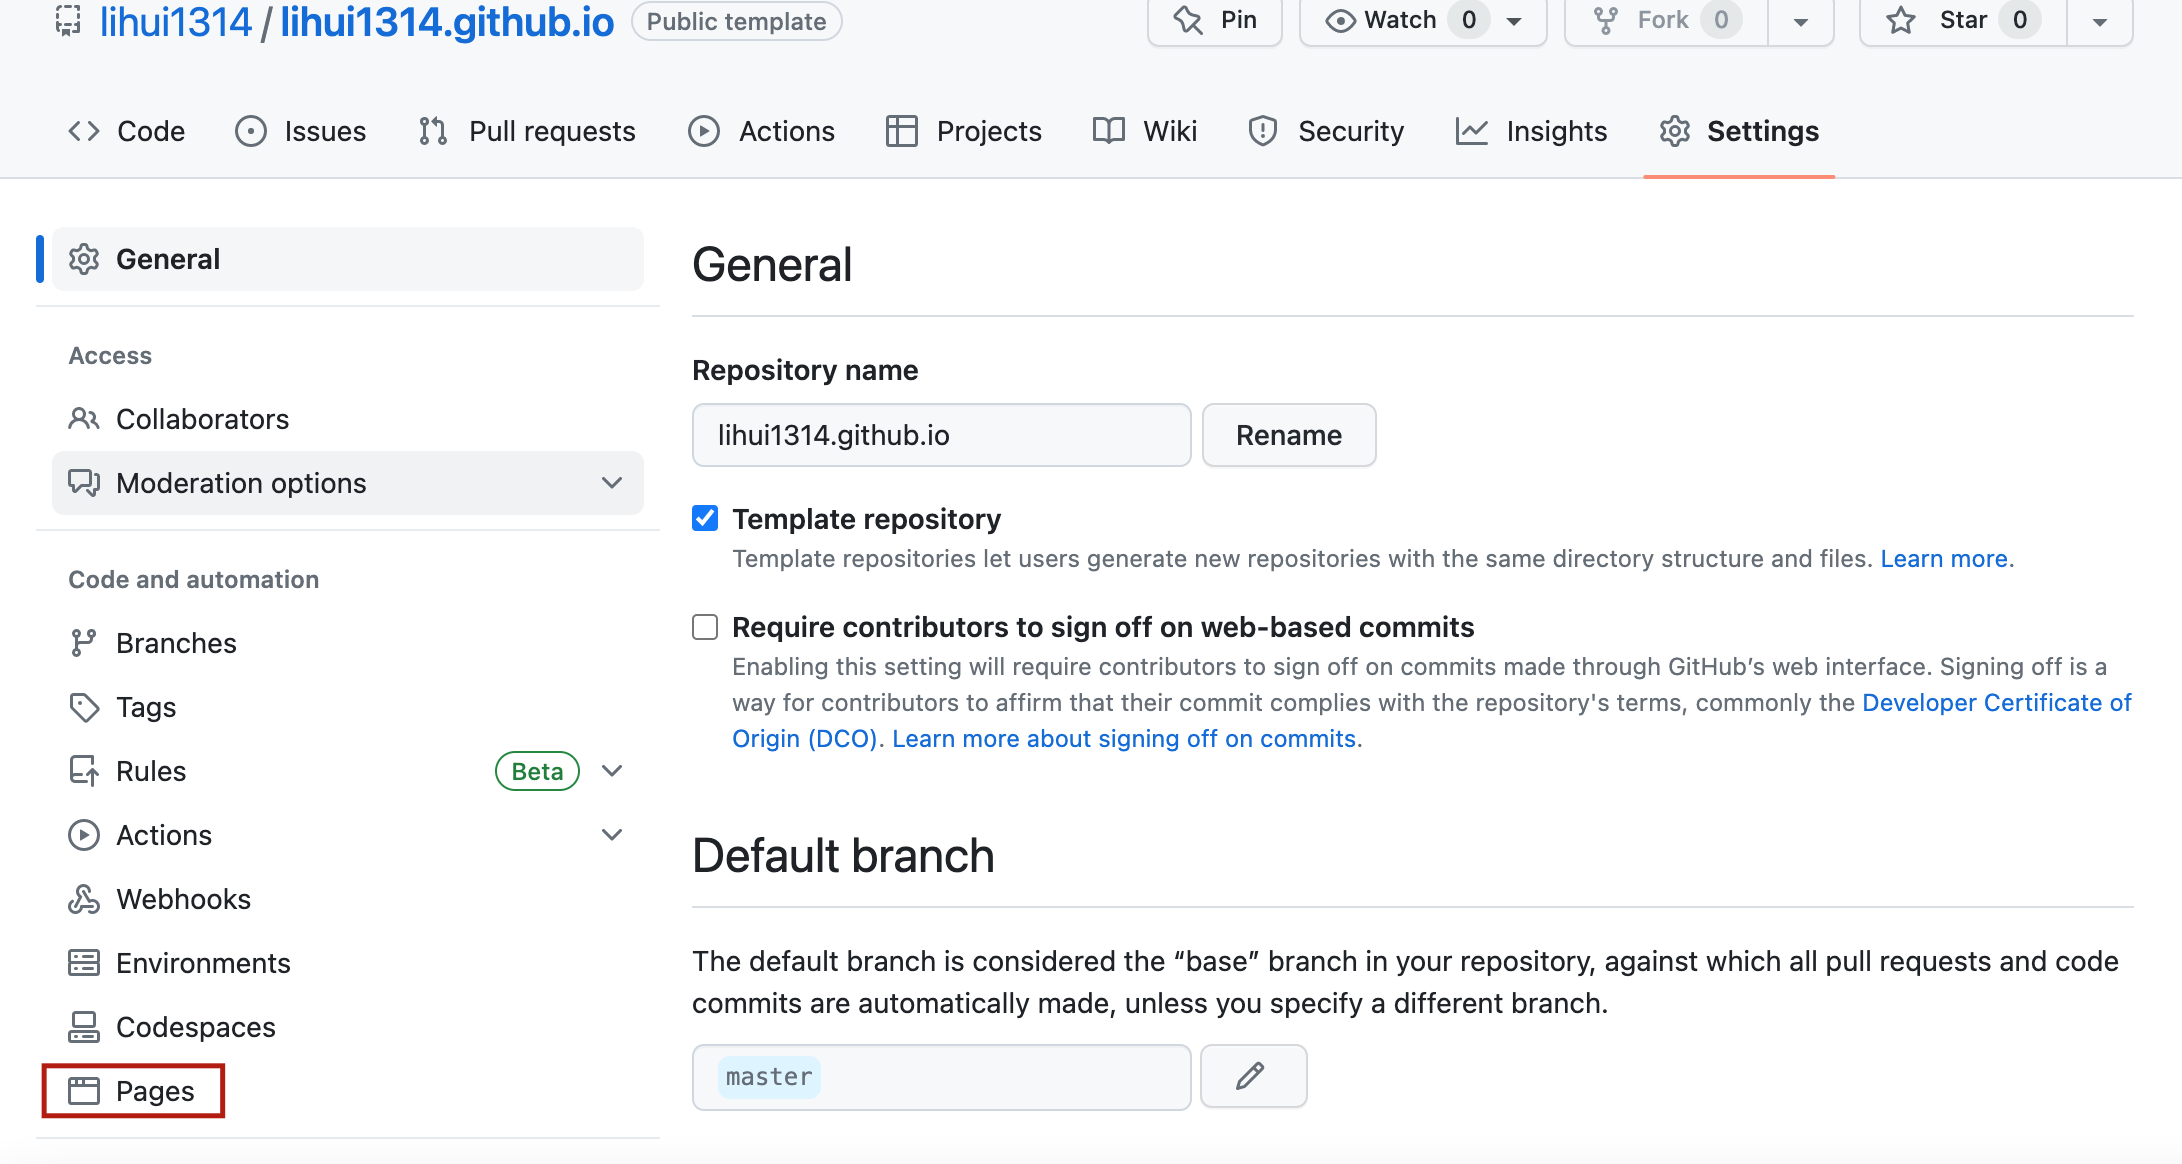 lihui1314 / lihui1314.github.io Public template Pin Watch 0 Fork 0 Star 0
Code Issues Pull requests Actions Projects Wiki Security Insights Settings
General
Access
Collaborators
Moderation options
Code and automation
Branches
Tags
Rules Beta
Actions
Webhooks
Environments
Codespaces
Pages
General
Repository name
lihui1314.github.io Rename
Template repository
Template repositories let users generate new repositories with the same directory structure and files. Learn more.
Require contributors to sign off on web-based commits
Enabling this setting will require contributors to sign off on commits made through GitHub’s web interface. Signing off is a
way for contributors to affirm that their commit complies with the repository's terms, commonly the Developer Certificate of
Origin (DCO). Learn more about signing off on commits.
Default branch
The default branch is considered the “base” branch in your repository, against which all pull requests and code
commits are automatically made, unless you specify a different branch.
master